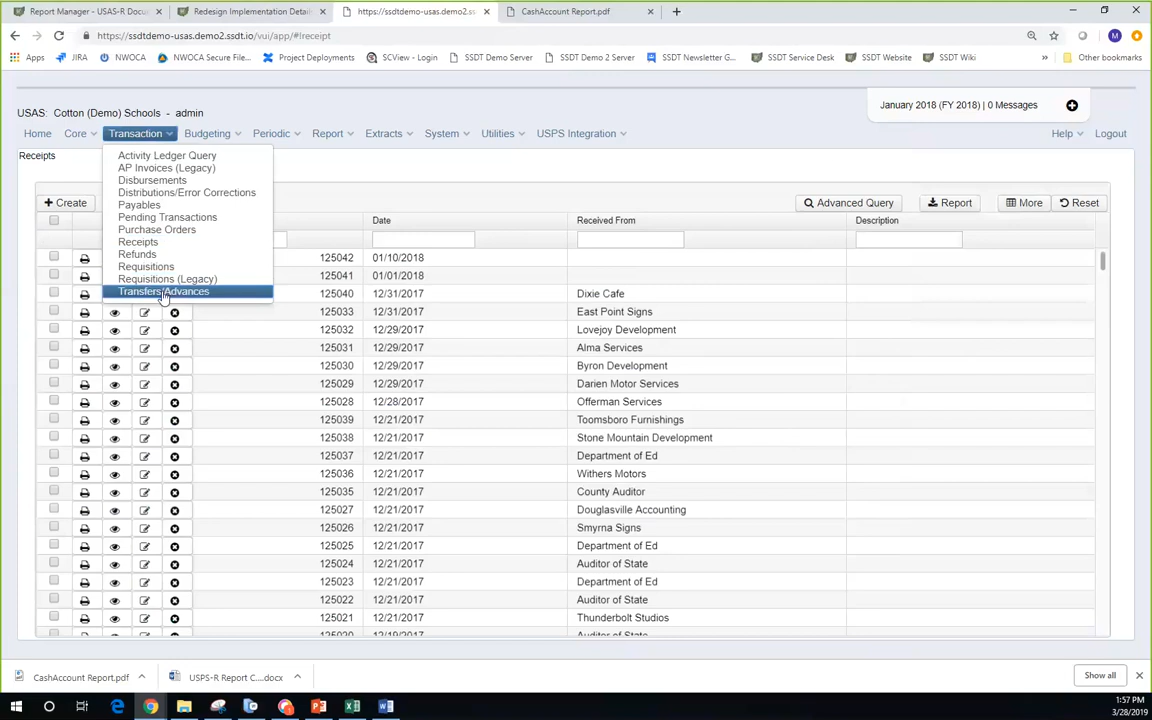 Report Manager - USAS-R Docu
Redesign Implementation Detail
https://ssdtdemo-usas.demo2.ss
CashAccount Report.pdf
https://ssdtdemo-usas.demo2.ssdt.io/vui/app/#!receipt
M
Apps
JIRA
NWOCA
NWOCA Secure File...
Project Deployments
SCView - Login
SSDT Demo Server
SSDT Demo 2 Server
SSDT Newsletter G...
SSDT Service Desk
SSDT Website
SSDT Wiki
»
Other bookmarks
January 2018 (FY 2018) | 0 Messages
USAS: Cotton (Demo) Schools - admin
Home
Core
Transaction
Budgeting
Periodic
Report
Extracts
System
Utilities
USPS Integration
Help
Logout
Receipts
Activity Ledger Query
AP Invoices (Legacy)
Disbursements
Distributions/Error Corrections
Payables
Pending Transactions
Purchase Orders
Receipts
Refunds
Requisitions
Requisitions (Legacy)
Transfers/Advances
Create
Advanced Query
Report
More
Reset
Date
Received From
Description
125042 01/10/2018
125041 01/01/2018
125040 12/31/2017 Dixie Cafe
125033 12/31/2017 East Point Signs
125032 12/29/2017 Lovejoy Development
125031 12/29/2017 Alma Services
125030 12/29/2017 Byron Development
125029 12/29/2017 Darien Motor Services
125028 12/28/2017 Offerman Services
125039 12/21/2017 Toomsboro Furnishings
125038 12/21/2017 Stone Mountain Development
125037 12/21/2017 Department of Ed
125036 12/21/2017 Withers Motors
125035 12/21/2017 County Auditor
125027 12/21/2017 Douglasville Accounting
125026 12/21/2017 Smyrna Signs
125025 12/21/2017 Department of Ed
125024 12/21/2017 Auditor of State
125023 12/21/2017 Department of Ed
125022 12/21/2017 Auditor of State
125021 12/21/2017 Thunderbolt Studios
125020 12/19/2017 Auditor of State
CashAccount Report.pdf
USPS-R Report C....docx
Show all
1:57 PM
3/28/2019